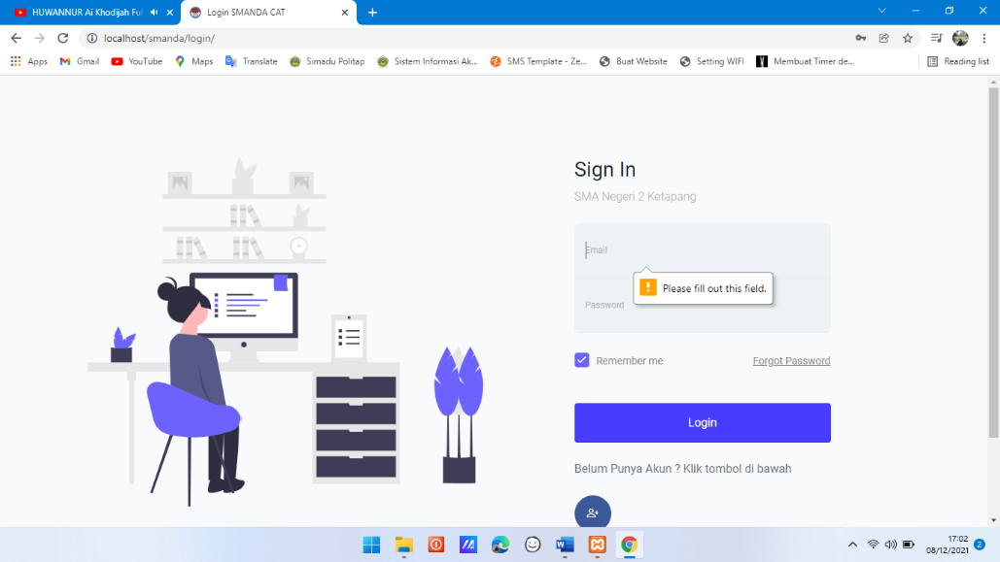 HUWANNUR Ai Khodijah Ful
Login SMANDA CAT
localhost/smanda/login/
Apps
Gmail
YouTube
Maps
Translate
Simadu Politap
Sistem Informasi Ak...
SMS Template - Ze...
Buat Website
Setting WIFI
Membuat Timer de...
Reading list
Sign In
SMA Negeri 2 Ketapang
Email
Please fill out this field.
Password
Remember me
Forgot Password
Login
Belum Punya Akun ? Klik tombol di bawah
17:02
08/12/2021
2